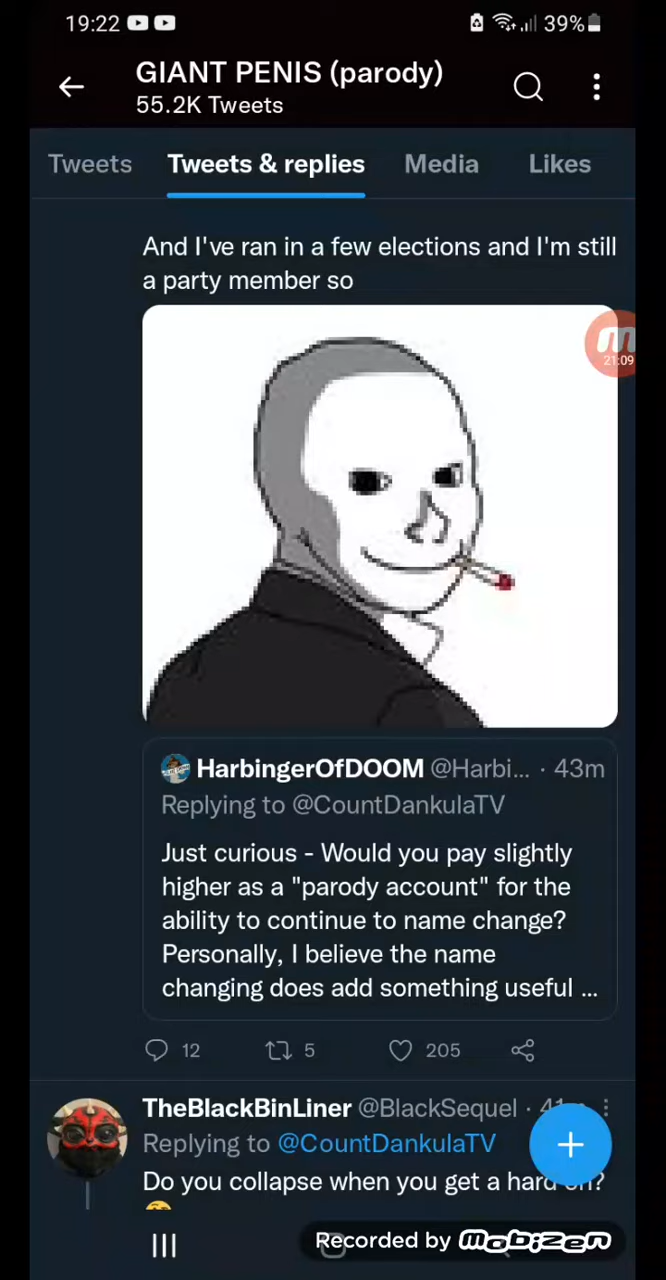 19:22
39%
GIANT PENIS (parody)
55.2K Tweets
Tweets Tweets & replies Media Likes
And I've ran in a few elections and I'm still
a party member so
21:09
HarbingerOfDOOM @Harbi... · 43m
Replying to @CountDankulaTV
Just curious - Would you pay slightly
higher as a "parody account" for the
ability to continue to name change?
Personally, I believe the name
changing does add something useful ...
12 5 205
TheBlackBinLiner @BlackSequel ·
Replying to @CountDankulaTV
Do you collapse when you get a hard on?
Recorded by mobizen